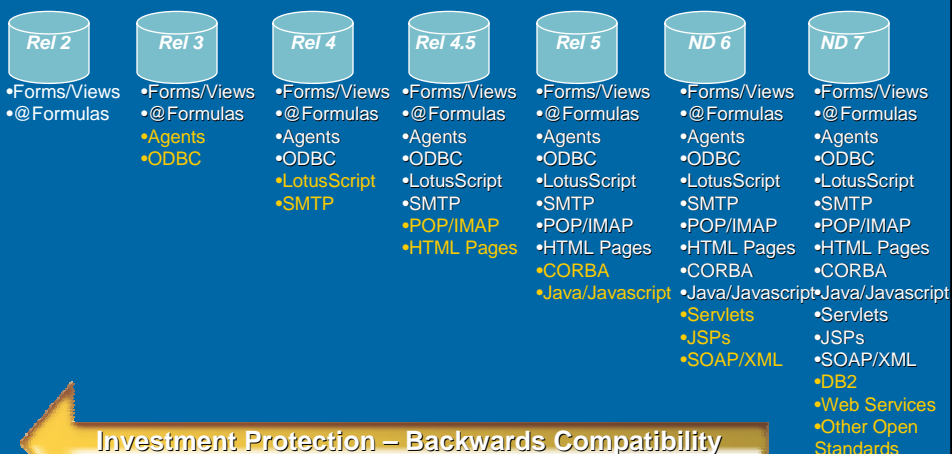 Rel 2
•Forms/Views
•@Formulas
Rel 3
•Forms/Views
•@Formulas
•Agents
•ODBC
Rel 4
•Forms/Views
•@Formulas
•Agents
•ODBC
•LotusScript
•SMTP
Rel 4.5
•Forms/Views
•@Formulas
•Agents
•ODBC
•LotusScript
•SMTP
•POP/IMAP
•HTML Pages
Rel 5
•Forms/Views
•@Formulas
•Agents
•ODBC
•LotusScript
•SMTP
•POP/IMAP
•HTML Pages
•CORBA
•Java/Javascript
ND 6
•Forms/Views
•@Formulas
•Agents
•ODBC
•LotusScript
•SMTP
•POP/IMAP
•HTML Pages
•CORBA
•Java/Javascript
•Servlets
•JSPs
•SOAP/XML
ND 7
•Forms/Views
•@Formulas
•Agents
•ODBC
•LotusScript
•SMTP
•POP/IMAP
•HTML Pages
•CORBA
•Java/Javascript
•Servlets
•JSPs
•SOAP/XML
•DB2
•Web Services
•Other Open
Standards
Investment Protection – Backwards Compatibility